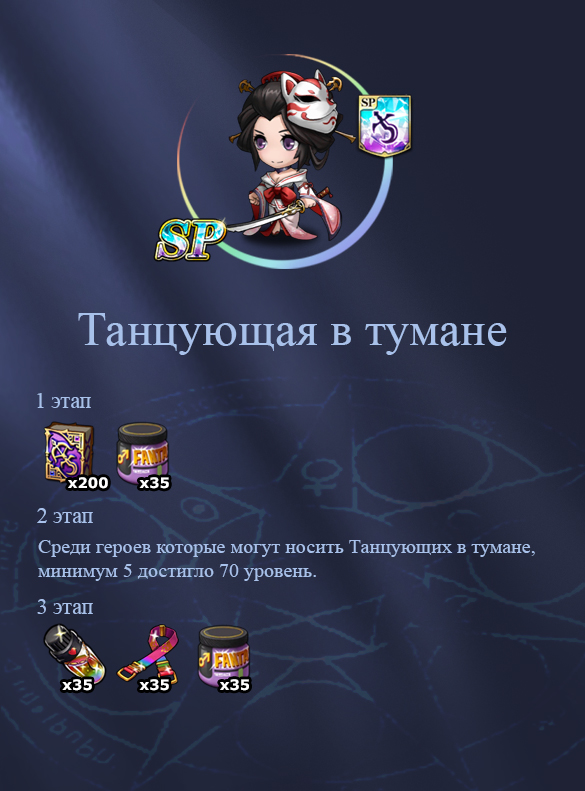 SP
SP
Танцующая в тумане
1 этап
x200
x35
2 этап
Среди героев которые могут носить Танцующих в тумане,
минимум 5 достигло 70 уровень.
3 этап
x35
x35
x35